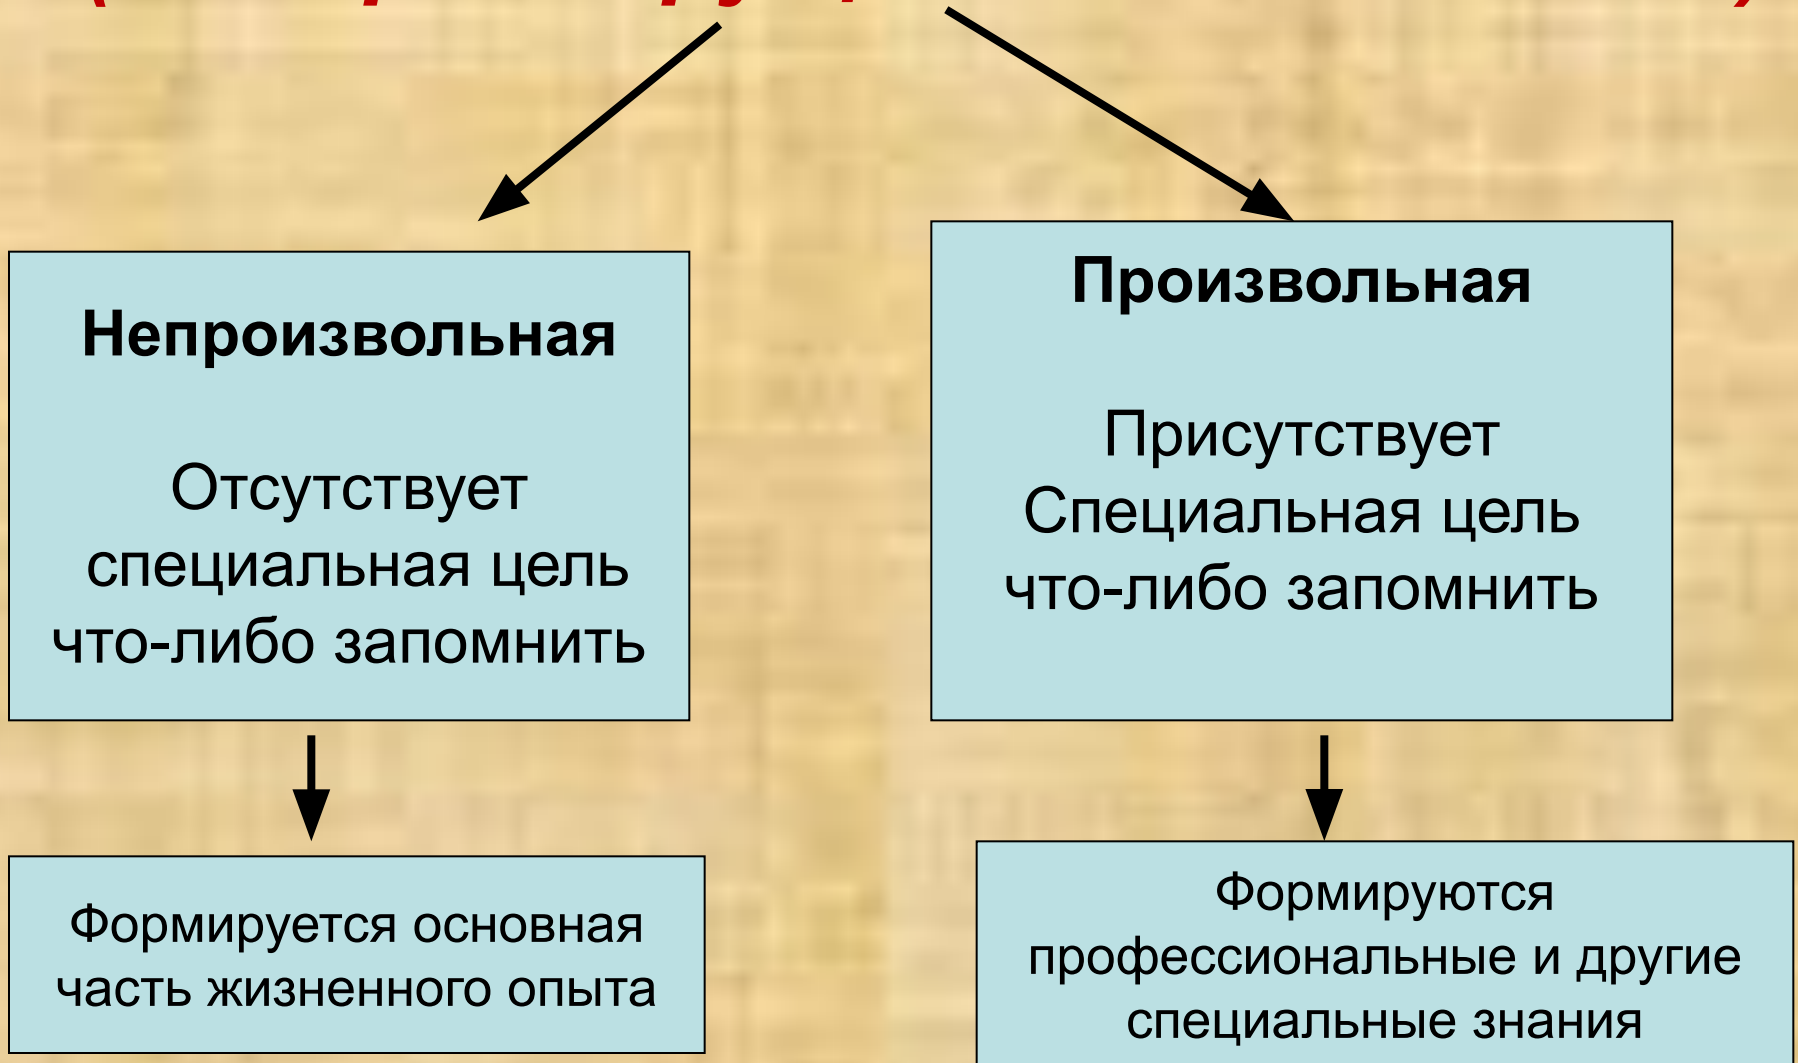 Непроизвольная
Отсутствует
специальная цель
что-либо запомнить
Произвольная
Присутствует
Специальная цель
что-либо запомнить
Формируется основная
часть жизненного опыта
Формируются
профессиональные и другие
специальные знания